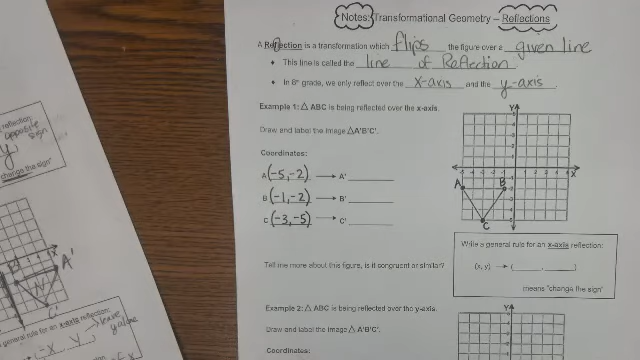 Notes: Transformational Geometry – Reflections
A Reflection is a transformation which flips the figure over a given line
This line is called the line of Reflection
In 8th grade, we only reflect over the x-axis and the y-axis
Example 1: △ ABC is being reflected over the x-axis.
Draw and label the image △A'B'C'.
Coordinates:
A (-5, -2) → A'
B (-1, -2) → B'
C (-3, -5) → C'
Y
X
A
B
C
Tell me more about this figure, is it congruent or similar?
Write a general rule for an x-axis reflection:
(x, y) → ( , )
means "change the sign"
Example 2: △ ABC is being reflected over the y-axis.
Draw and label the image △A'B'C'.
Coordinates:
Y
reflection:
opposite
sign
y
"change the sign"
X
A'
general rule for an x-axis reflection:
leave
y alone
-x y